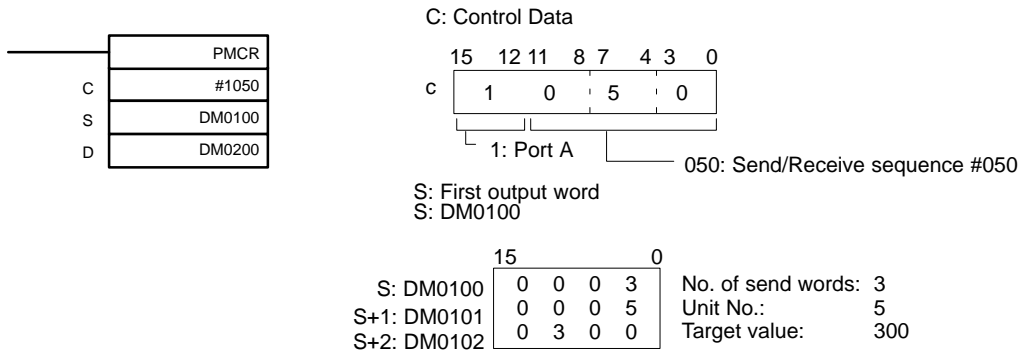 C: Control Data
PMCR
C #1050
S DM0100
D DM0200
15 12 11 8 7 4 3 0
c 1 0 5 0
1: Port A
050: Send/Receive sequence #050
S: First output word
S: DM0100
15 0
S: DM0100 0 0 0 3 No. of send words: 3
S+1: DM0101 0 0 0 5 Unit No.: 5
S+2: DM0102 0 3 0 0 Target value: 300